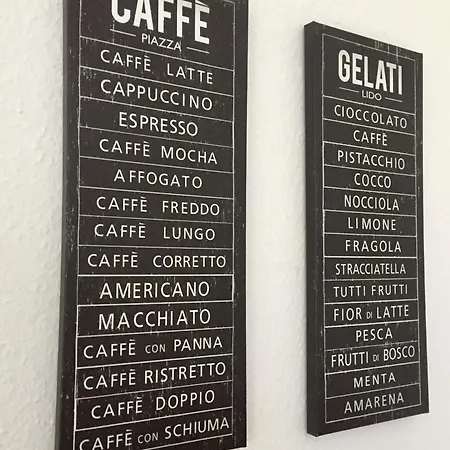 CAFFÈ
PIAZZA
CAFFÈ LATTE
CAPPUCCINO
ESPRESSO
CAFFÈ MOCHA
AFFOGATO
CAFFÈ FREDDO
CAFFÈ LUNGO
CAFFÈ CORRETTO
AMERICANO
MACCHIATO
CAFFÈ CON PANNA
CAFFÈ RISTRETTO
CAFFÈ DOPPIO
CAFFÈ CON SCHIUMA
GELATI
LIDO
CIOCCOLATO
CAFFÈ
PISTACCHIO
COCCO
NOCCIOLA
LIMONE
FRAGOLA
STRACCIATELLA
TUTTI FRUTTI
FIOR di LATTE
PESCA
FRUTTI di BOSCO
MENTA
AMARENA